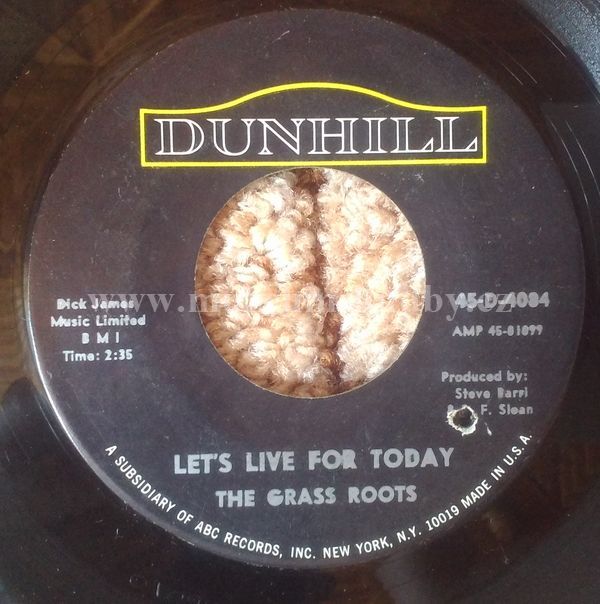 DUNHILL
Dick James
Music Limited
B M I
Time: 2:35
45-D-4084
AMP 45-81099
Produced by:
Steve Barri
F. Sloan
LET'S LIVE FOR TODAY
THE GRASS ROOTS
A SUBSIDIARY OF ABC RECORDS, INC. NEW YORK, N.Y. 10019 MADE IN U.S.A.